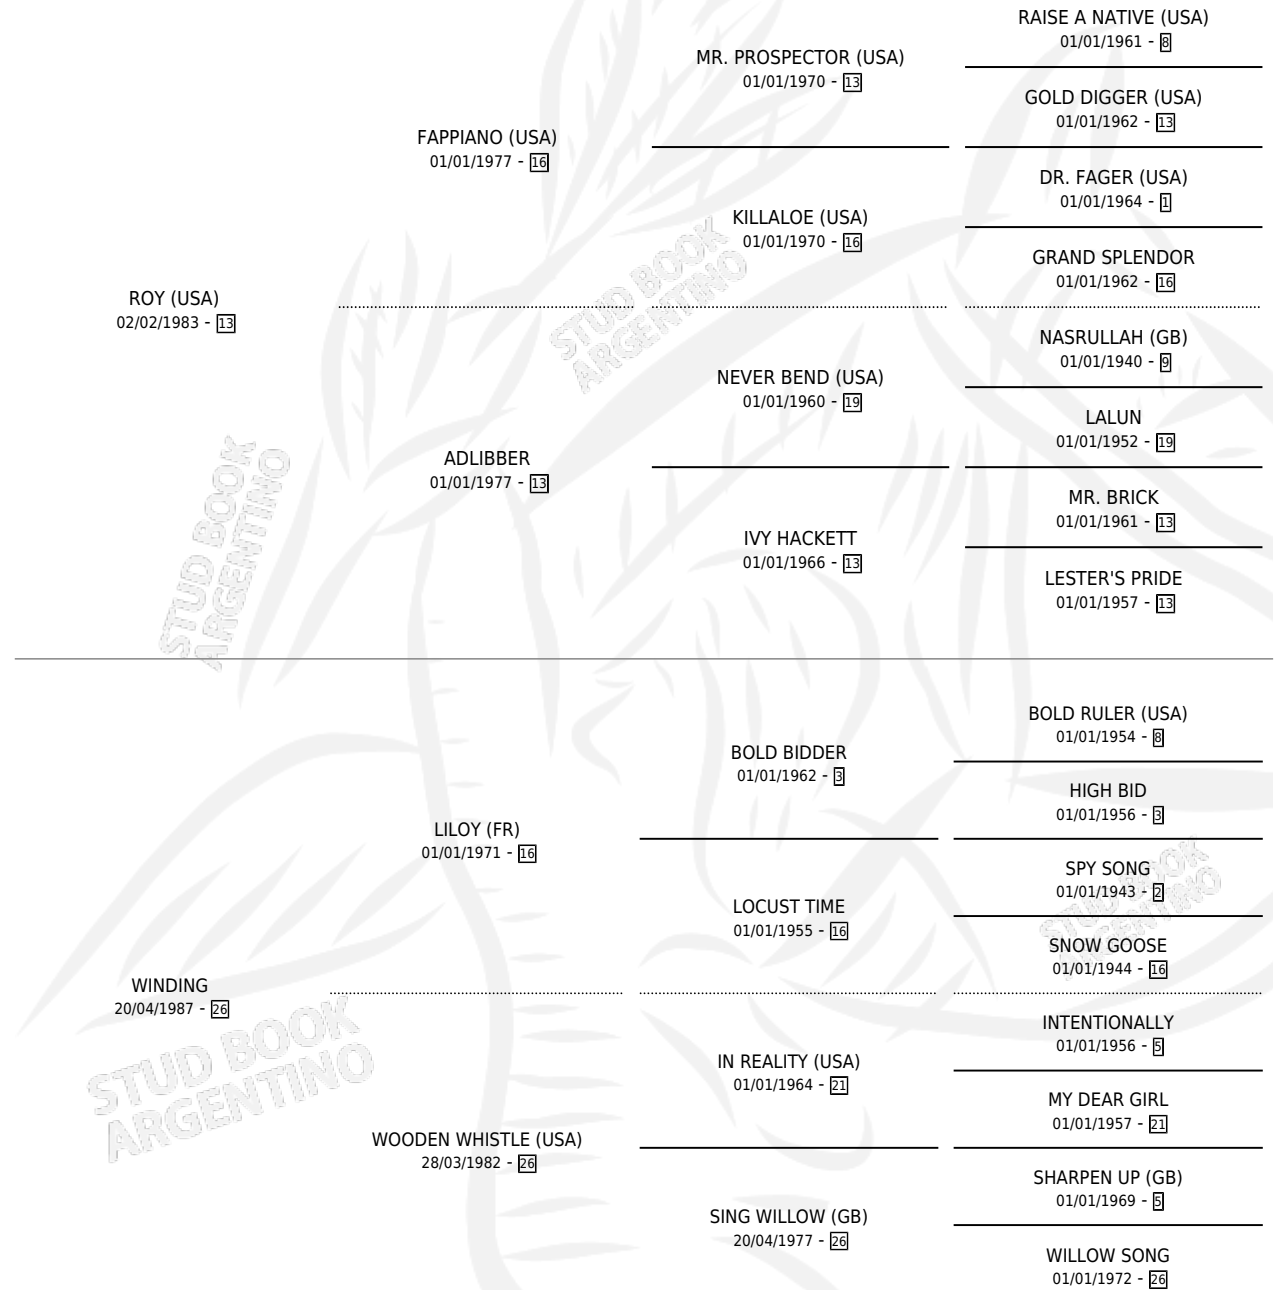 RAISE A NATIVE (USA)
01/01/1961 - 8
MR. PROSPECTOR (USA)
01/01/1970 - 13
GOLD DIGGER (USA)
01/01/1962 - 13
FAPPIANO (USA)
01/01/1977 - 16
DR. FAGER (USA)
01/01/1964 - 1
KILLALOE (USA)
01/01/1970 - 16
GRAND SPLENDOR
01/01/1962 - 16
ROY (USA)
02/02/1983 - 13
STUD BOOK
ARGENTINO
NASRULLAH (GB)
01/01/1940 - 9
NEVER BEND (USA)
01/01/1960 - 19
LALUN
01/01/1952 - 19
ADLIBBER
01/01/1977 - 13
MR. BRICK
01/01/1961 - 13
IVY HACKETT
01/01/1966 - 13
LESTER'S PRIDE
01/01/1957 - 13
STUD BOOK
ARGENTINO
BOLD RULER (USA)
01/01/1954 - 8
BOLD BIDDER
01/01/1962 - 3
HIGH BID
01/01/1956 - 3
LILOY (FR)
01/01/1971 - 16
SPY SONG
01/01/1943 - 2
LOCUST TIME
01/01/1955 - 16
SNOW GOOSE
01/01/1944 - 16
STUD BOOK
ARGENTINO
WINDING
20/04/1987 - 26
INTENTIONALLY
01/01/1956 - 5
IN REALITY (USA)
01/01/1964 - 21
MY DEAR GIRL
01/01/1957 - 21
STUD BOOK
ARGENTINO
WOODEN WHISTLE (USA)
28/03/1982 - 26
SHARPEN UP (GB)
01/01/1969 - 5
SING WILLOW (GB)
20/04/1977 - 26
WILLOW SONG
01/01/1972 - 26